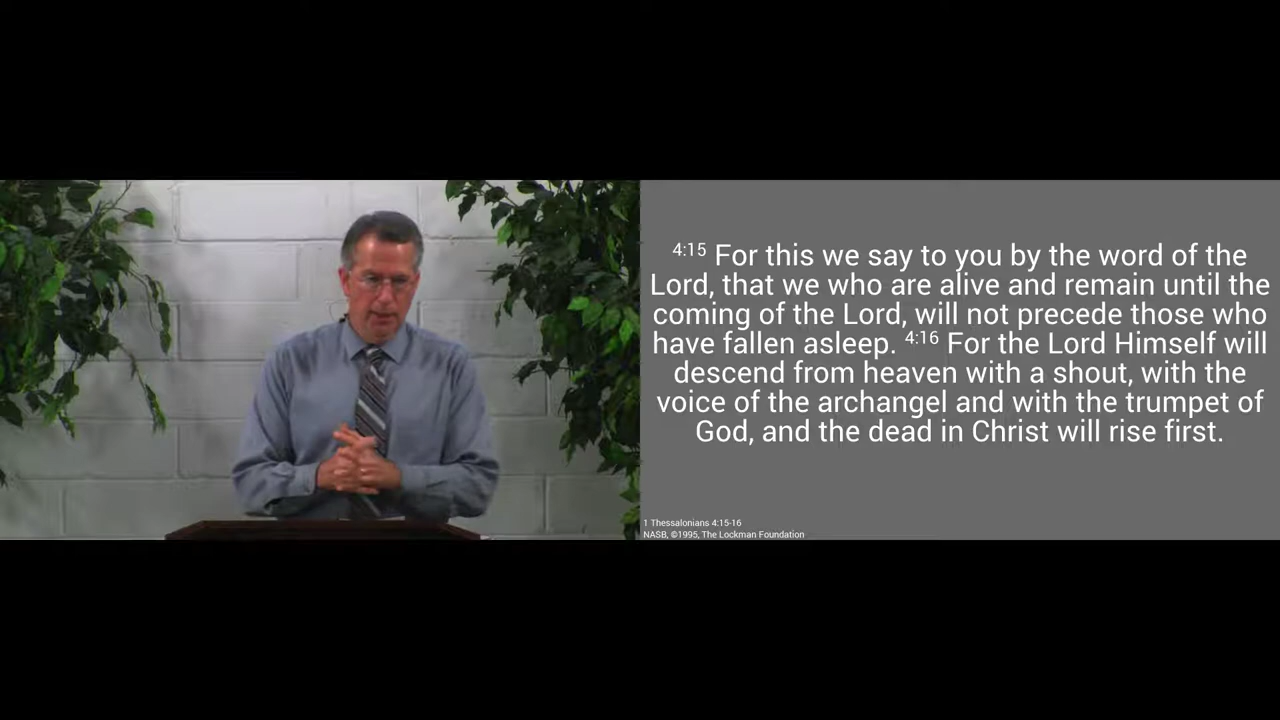 4:15 For this we say to you by the word of the
Lord, that we who are alive and remain until the
coming of the Lord, will not precede those who
have fallen asleep. 4:16 For the Lord Himself will
descend from heaven with a shout, with the
voice of the archangel and with the trumpet of
God, and the dead in Christ will rise first.
1 Thessalonians 4:15-16
NASB, ©1995, The Lockman Foundation